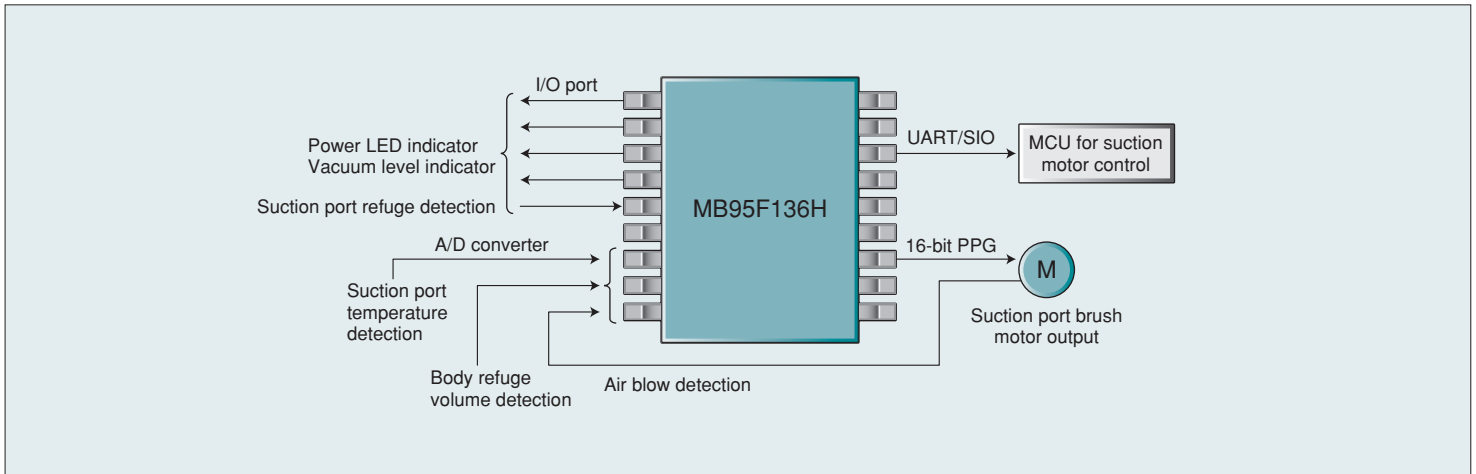 I/O port
Power LED indicator
Vacuum level indicator
Suction port refuge detection
A/D converter
Suction port
temperature
detection
Body refuge
volume detection
Air blow detection
MB95F136H
UART/SIO
MCU for suction
motor control
16-bit PPG
M
Suction port brush
motor output